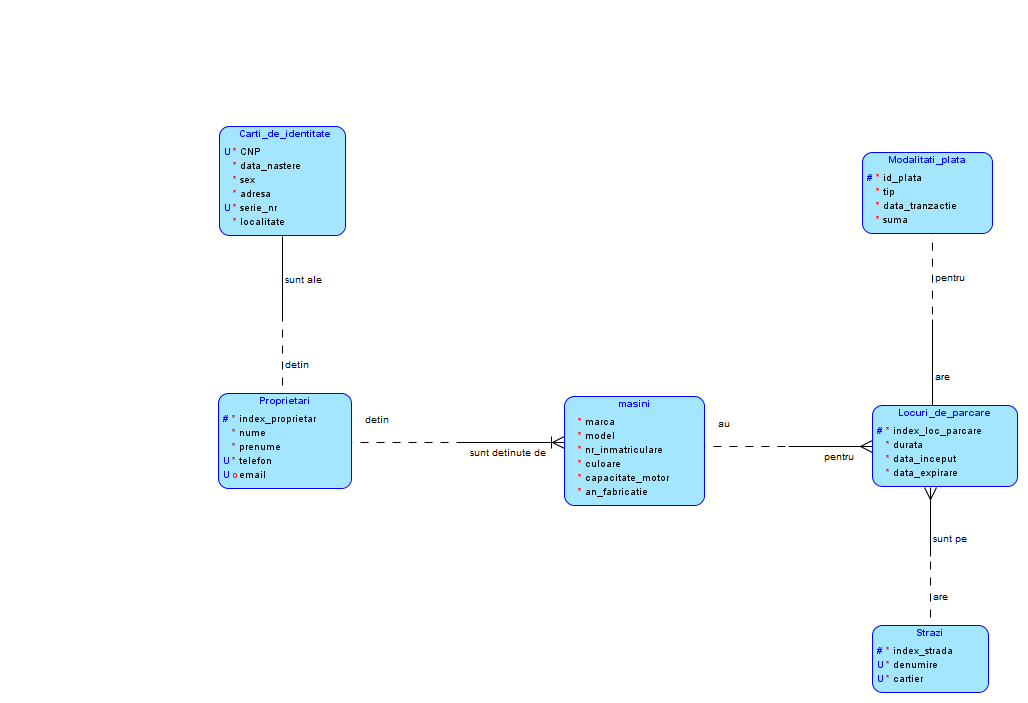 Carti_de_identitate
U * CNP
* data_nastere
* sex
* adresa
U * serie_nr
* localitate
sunt ale
detin
Proprietari
# * index_proprietar
* nume
* prenume
U * telefon
U o email
detin
sunt detinute de
masini
* marca
* model
* nr_inmatriculare
* culoare
* capacitate_motor
* an_fabricatie
au
pentru
Modalitati_plata
# * id_plata
* tip
* data_tranzactie
* suma
pentru
are
Locuri_de_parcare
# * index_loc_parcare
* durata
* data_inceput
* data_expirare
sunt pe
are
Strazi
# * index_strada
U * denumire
U * cartier